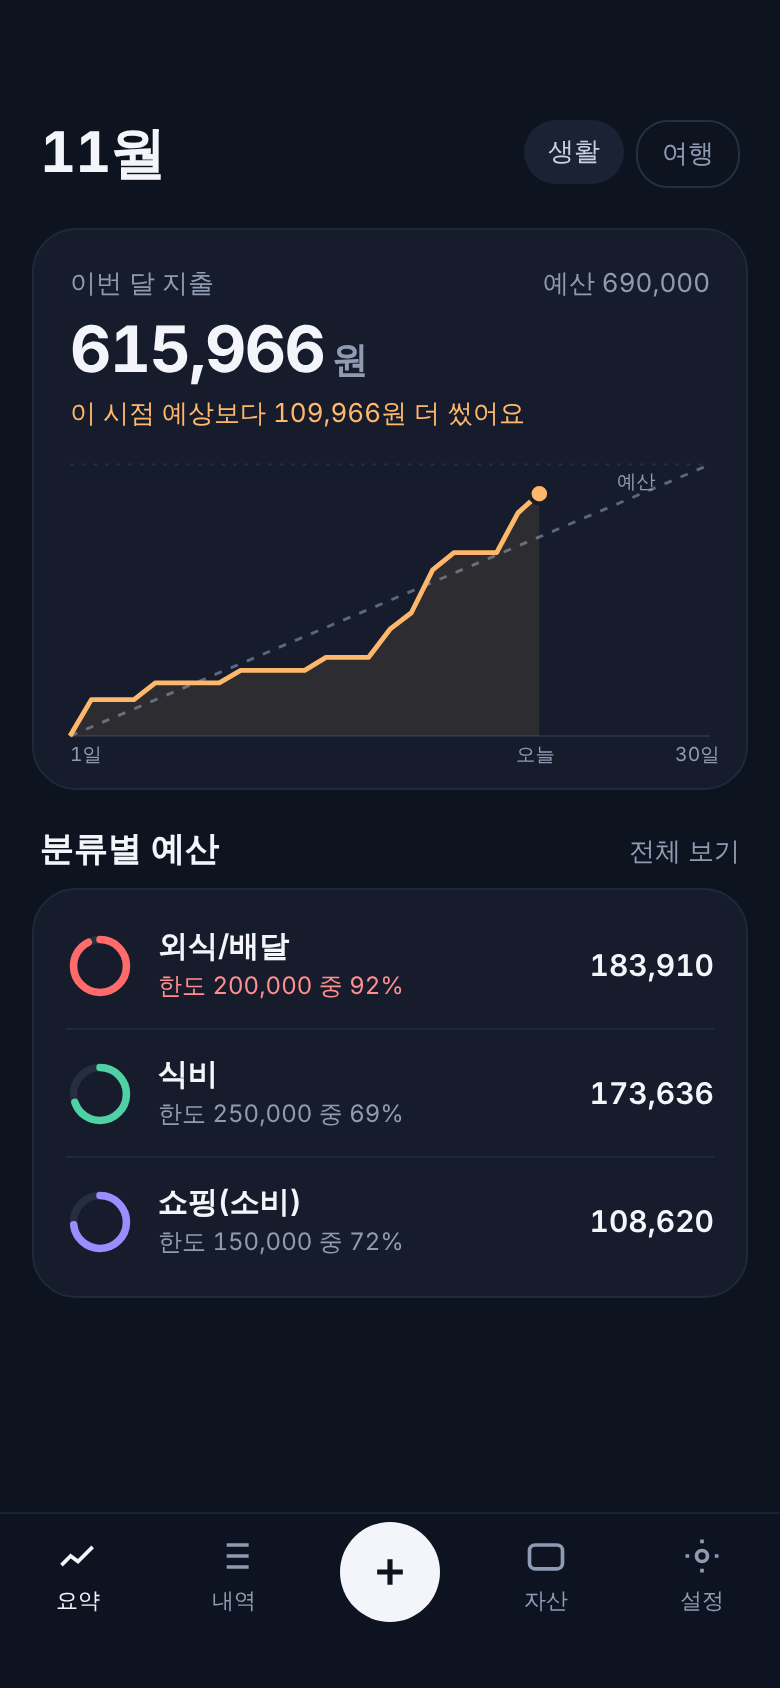 11월
생활
여행
이번 달 지출
예산 690,000
615,966 원
이 시점 예상보다 109,966원 더 썼어요
예산
1일
오늘
30일
분류별 예산
전체 보기
외식/배달
한도 200,000 중 92%
183,910
식비
한도 250,000 중 69%
173,636
쇼핑(소비)
한도 150,000 중 72%
108,620
요약
내역
+
자산
설정